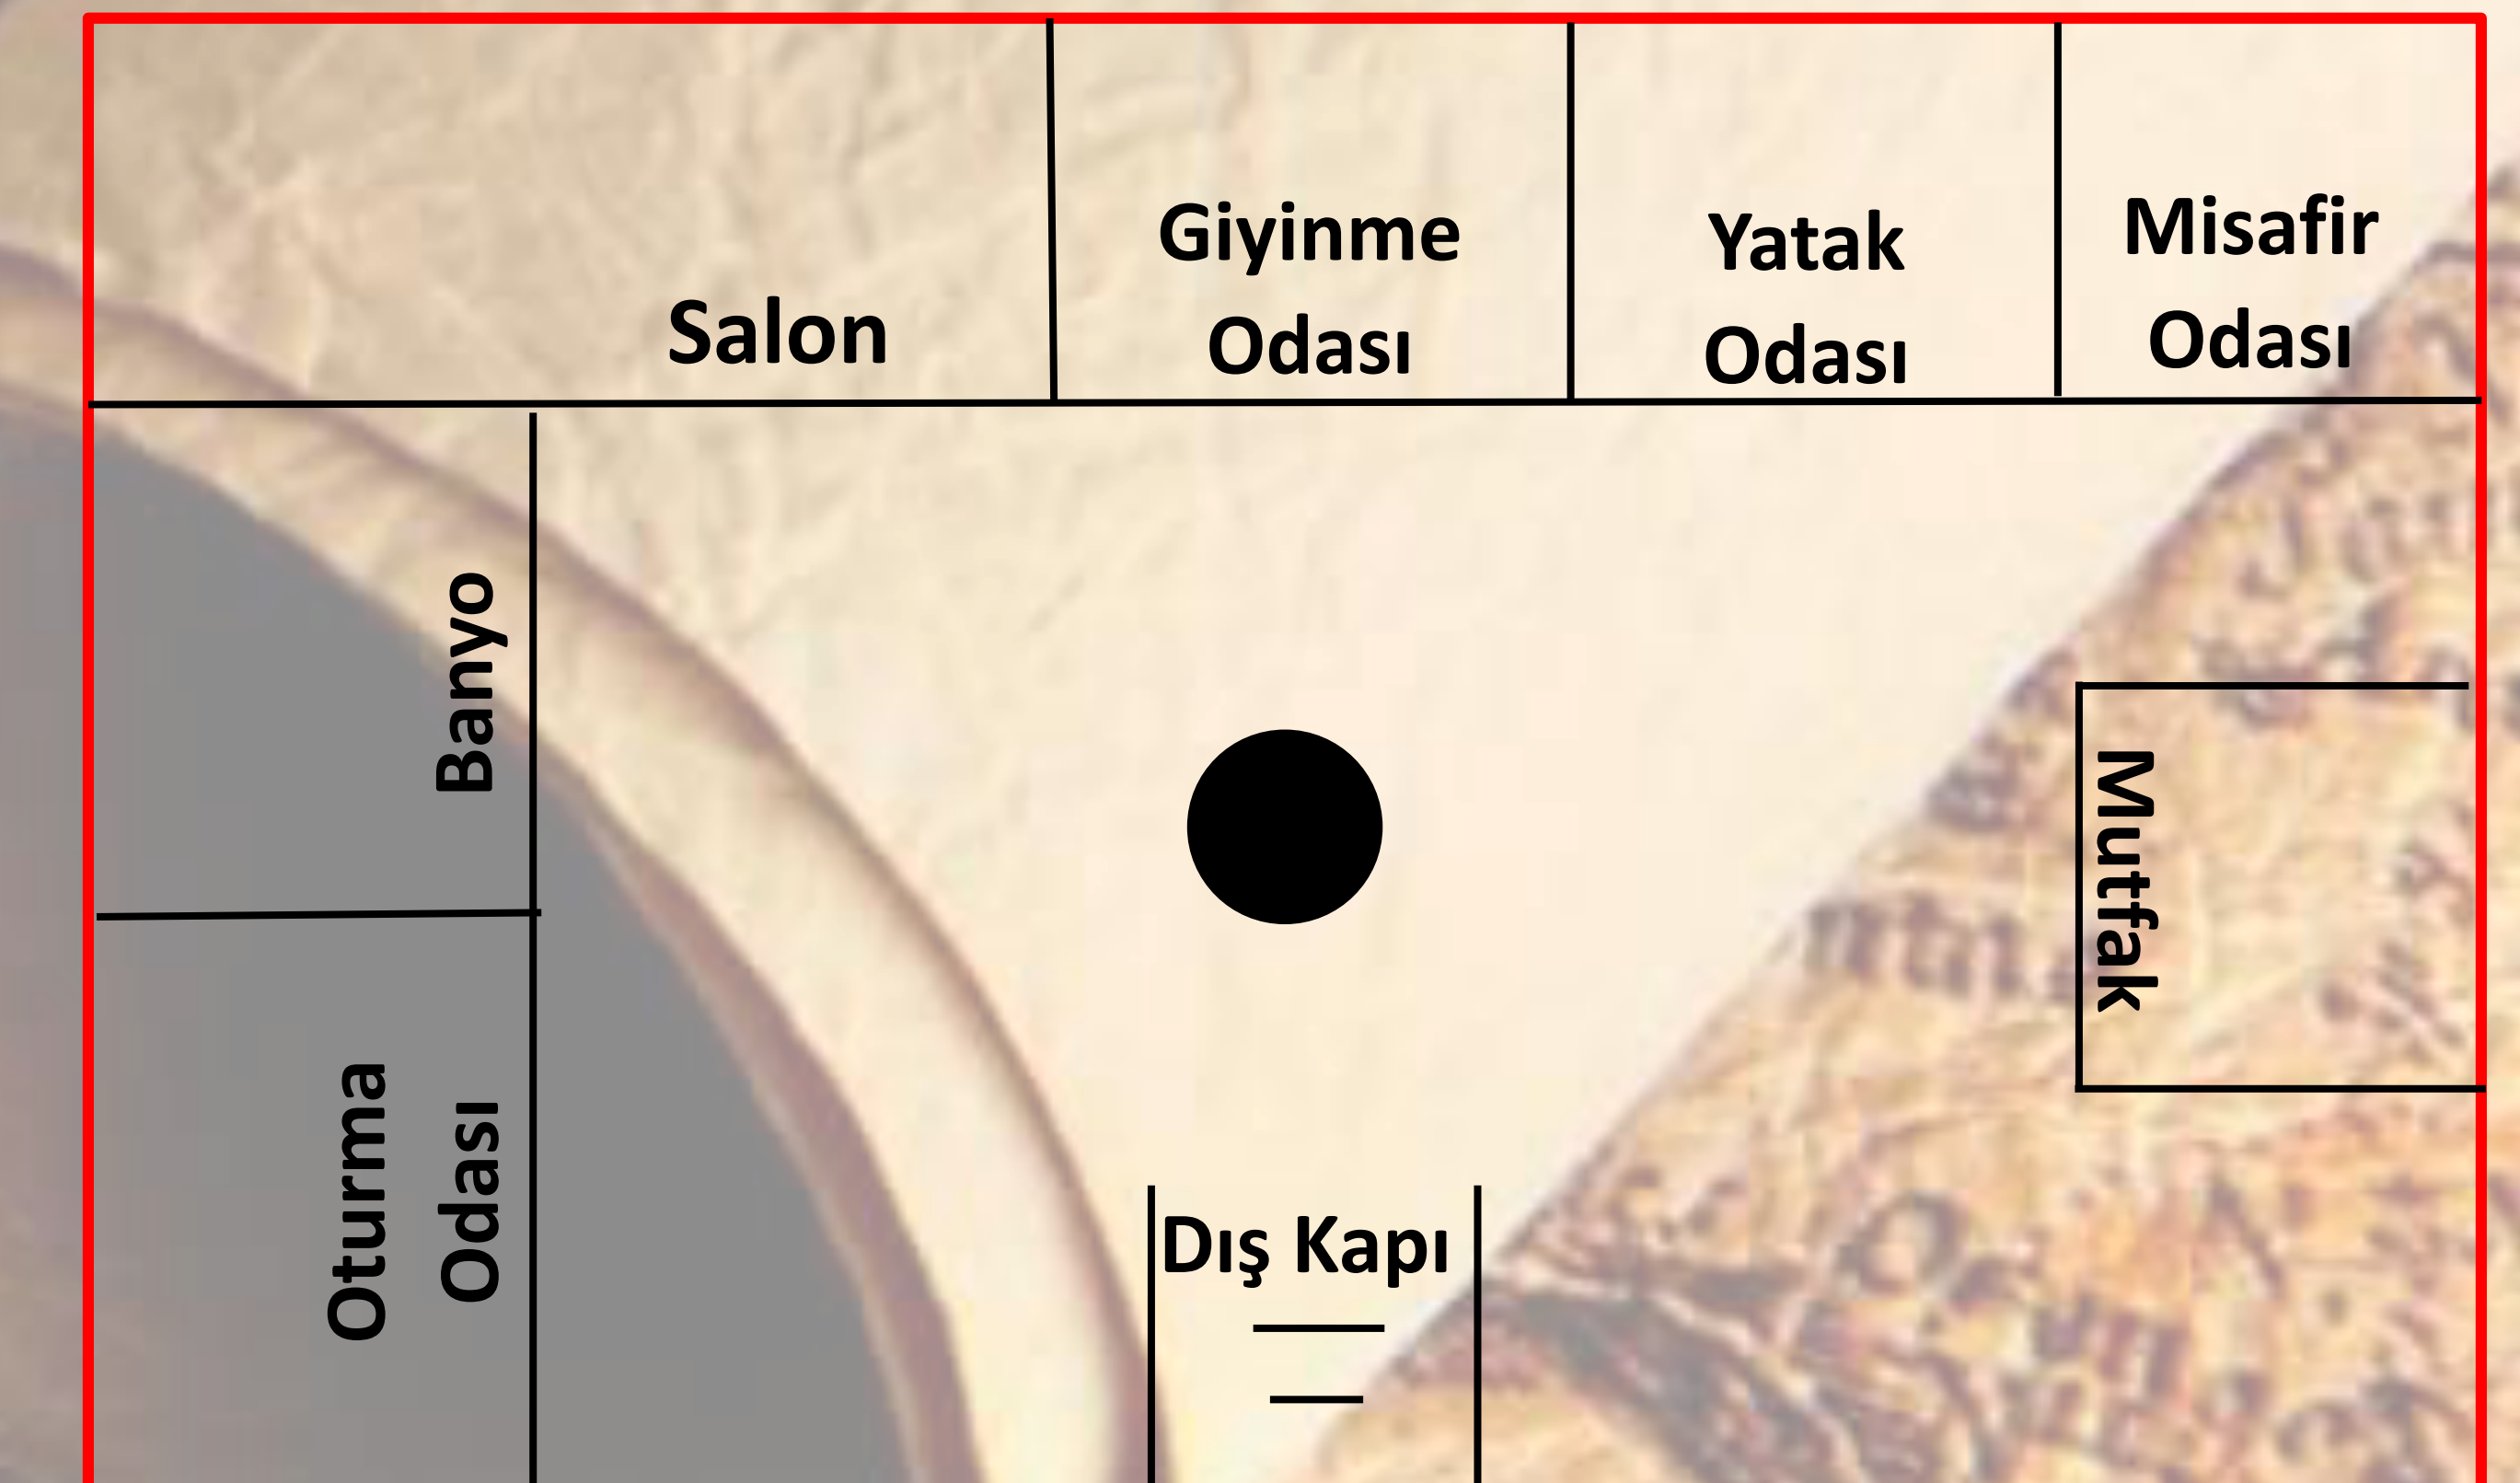 Salon
Giyinme
Odası
Yatak
Odası
Misafir
Odası
Banyo
Mutfak
Oturma
Odası
Dış Kapı